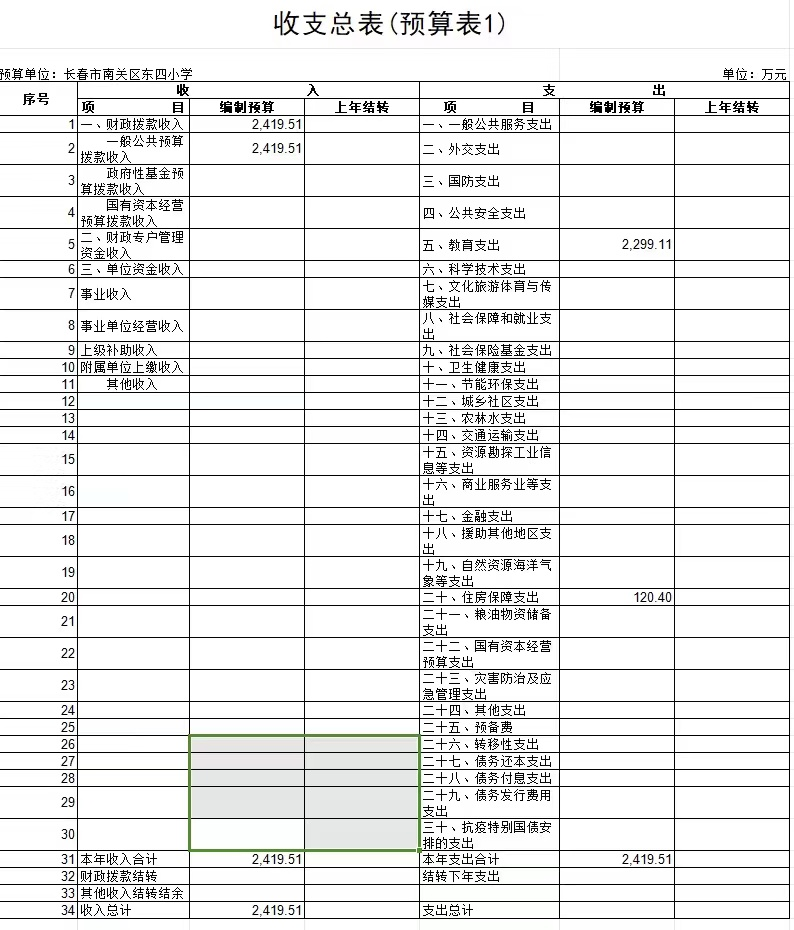 收支总表(预算表1)
预算单位：长春市南关区东四小学 单位：万元
序号 收 入 支 出
项 目 编制预算 上年结转 项 目 编制预算 上年结转
1 一、财政拨款收入 2,419.51 一、一般公共服务支出
2 一般公共预算 2,419.51 二、外交支出
拨款收入
3 政府性基金预 三、国防支出
算拨款收入
4 国有资本经营 四、公共安全支出
预算拨款收入
5 二、财政专户管理 五、教育支出 2,299.11
资金收入
6 三、单位资金收入 六、科学技术支出
7 事业收入 七、文化旅游体育与传
媒支出
8 事业单位经营收入 八、社会保障和就业支
出
9 上级补助收入 九、社会保险基金支出
10 附属单位上缴收入 十、卫生健康支出
11 其他收入 十一、节能环保支出
12 十二、城乡社区支出
13 十三、农林水支出
14 十四、交通运输支出
15 十五、资源勘探工业信
息等支出
16 十六、商业服务业等支
出
17 十七、金融支出
18 十八、援助其他地区支
出
19 十九、自然资源海洋气
象等支出
20 二十、住房保障支出 120.40
21 二十一、粮油物资储备
支出
22 二十二、国有资本经营
预算支出
23 二十三、灾害防治及应
急管理支出
24 二十四、其他支出
25 二十五、预备费
26 二十六、转移性支出
27 二十七、债务还本支出
28 二十八、债务付息支出
29 二十九、债务发行费用
支出
30 三十、抗疫特别国债安
排的支出
31 本年收入合计 2,419.51 本年支出合计 2,419.51
32 财政拨款结转 结转下年支出
33 其他收入结转结余
34 收入总计 2,419.51 支出总计